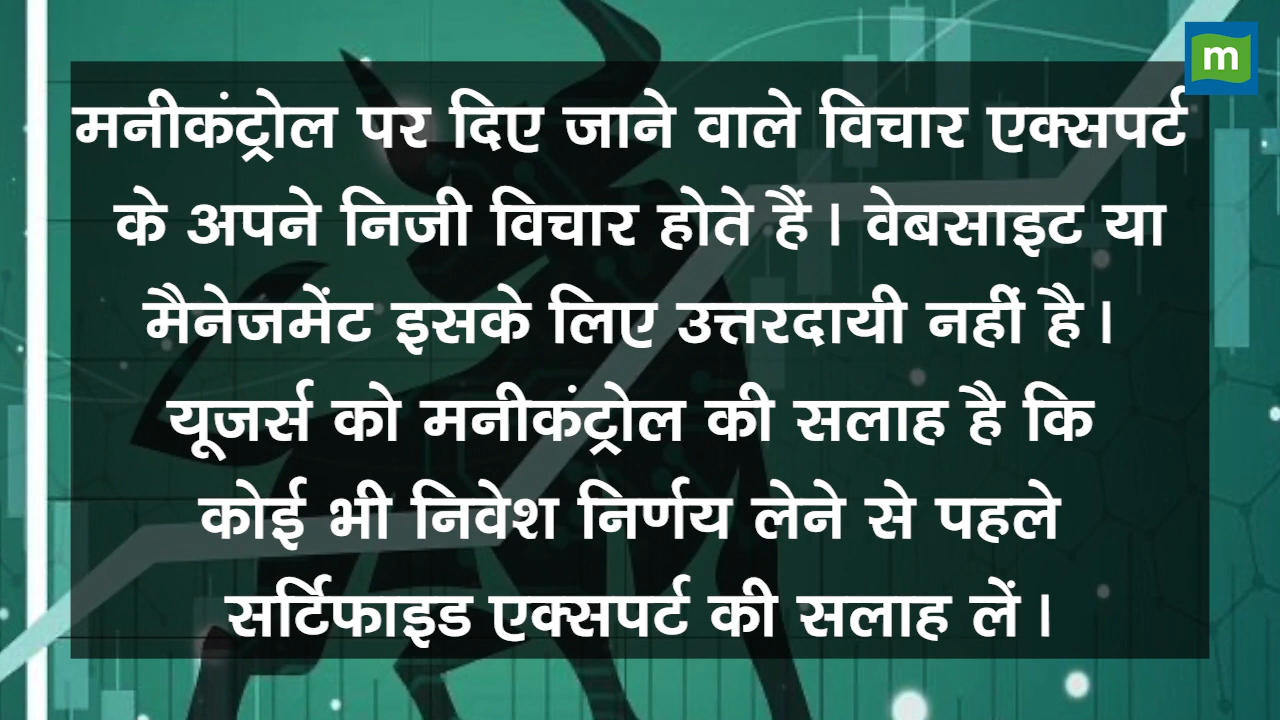 m
मनीकंट्रोल पर दिए जाने वाले विचार एक्सपर्ट
के अपने निजी विचार होते हैं। वेबसाइट या
मैनेजमेंट इसके लिए उत्तरदायी नहीं है।
यूजर्स को मनीकंट्रोल की सलाह है कि
कोई भी निवेश निर्णय लेने से पहले
सर्टिफाइड एक्सपर्ट की सलाह लें।